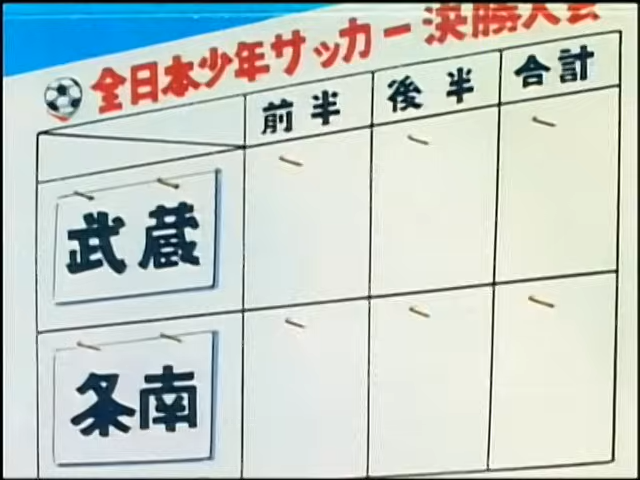 全日本少年サッカー決勝大会
前半 後半 合計
武蔵
条南